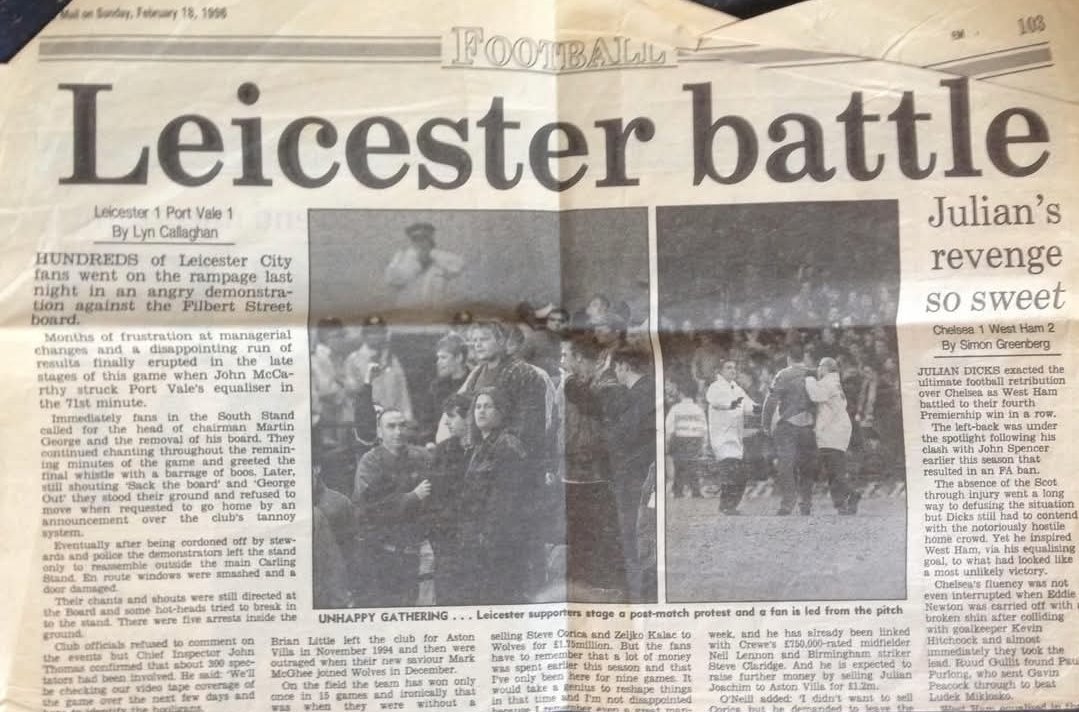 Mail on Sunday, February 18, 1996
FOOTBALL
103
Leicester battle
Leicester 1 Port Vale 1
By Lyn Callaghan
HUNDREDS of Leicester City
fans went on the rampage last
night in an angry demonstra-
tion against the Filbert Street
board.
Months of frustration at managerial
changes and a disappointing run of
results finally erupted in the late
stages of this game when John McCa-
rthy struck Port Vale's equaliser in
the 71st minute.
Immediately fans in the South Stand
called for the head of chairman Martin
George and the removal of his board. They
continued chanting throughout the remain-
ing minutes of the game and greeted the
final whistle with a barrage of boos. Later,
still shouting 'Sack the board' and 'George
Out' they stood their ground and refused to
move when requested to go home by an
announcement over the club's tannoy
system.
Eventually after being cordoned off by stew-
ards and police the demonstrators left the stand
only to reassemble outside the main Carling
Stand. En route windows were smashed and a
door damaged.
Their chants and shouts were still directed at
the Board and some hot-heads tried to break in
to the stand. There were five arrests inside the
ground.
Club officials refused to comment on
the events but Chief Inspector John
Thomas confirmed that about 300 spec-
tators had been involved. He said: 'We'll
be checking our video tape coverage of
the game over the next few days and
UNHAPPY GATHERING . . . Leicester supporters stage a post-match protest and a fan is led from the pitch
Brian Little left the club for Aston
Villa in November 1994 and then were
outraged when their new saviour Mark
McGhee joined Wolves in December.
On the field the team has won only
once in 15 games and ironically that
was when they were without a
selling Steve Corica and Zeljko Kalac to
Wolves for £1.75million. But the fans
have to remember that a lot of money
was spent earlier this season and that
I've only been here for nine games. It
would take a genius to reshape things
in that time and I'm not disappointed
because I remember even a great man-
week, and he has already been linked
with Crewe's £750,000-rated midfielder
Neil Lennon and Birmingham striker
Steve Claridge. And he is expected to
raise further money by selling Julian
Joachim to Aston Villa for £1.2m.
O'Neill added: 'I didn't want to sell
Corica but he demanded to leave the
Julian's
revenge
so sweet
Chelsea 1 West Ham 2
By Simon Greenberg
JULIAN DICKS exacted the
ultimate football retribution
over Chelsea as West Ham
battled to their fourth
Premiership win in a row.
The left-back was under
the spotlight following his
clash with John Spencer
earlier this season that
resulted in an FA ban.
The absence of the Scot
through injury went a long
way to defusing the situation
but Dicks still had to contend
with the notoriously hostile
home crowd. Yet he inspired
West Ham, via his equalising
goal, to what had looked like
a most unlikely victory.
Chelsea's fluency was not
even interrupted when Eddie
Newton was carried off with
broken shin after colliding
with goalkeeper Kevin
Hitchcock and almost
immediately they took the
lead. Ruud Gullit found Pau
Furlong, who sent Gavin
Peacock through to beat
Ludek Miklosko.
West Ham equalised in the